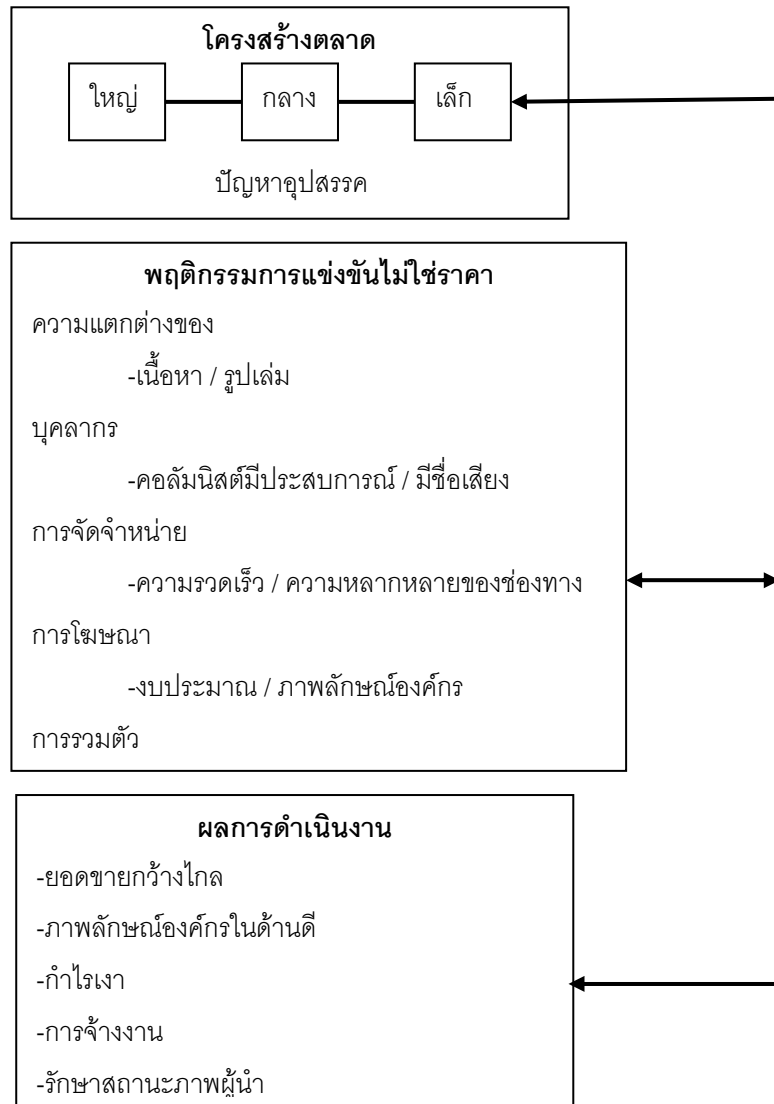 โครงสร้างตลาด
ใหญ่ กลาง เล็ก
ปัญหาอุปสรรค
พฤติกรรมการแข่งขันไม่ใช่ราคา
ความแตกต่างของ
-เนื้อหา / รูปเล่ม
บุคลากร
-คอลัมนิสต์มีประสบการณ์ / มีชื่อเสียง
การจัดจำหน่าย
-ความรวดเร็ว / ความหลากหลายของช่องทาง
การโฆษณา
-งบประมาณ / ภาพลักษณ์องค์กร
การรวมตัว
ผลการดำเนินงาน
-ยอดขายกว้างไกล
-ภาพลักษณ์องค์กรในด้านดี
-กำไรเงา
-การจ้างงาน
-รักษาสถานะภาพผู้นำ